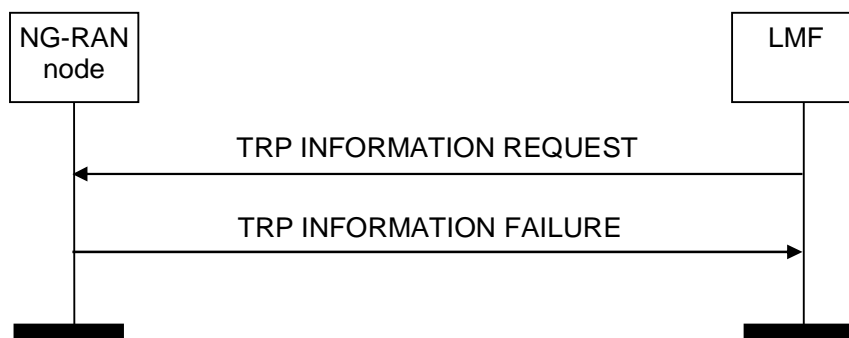 NG-RAN
node
LMF
TRP INFORMATION REQUEST
TRP INFORMATION FAILURE